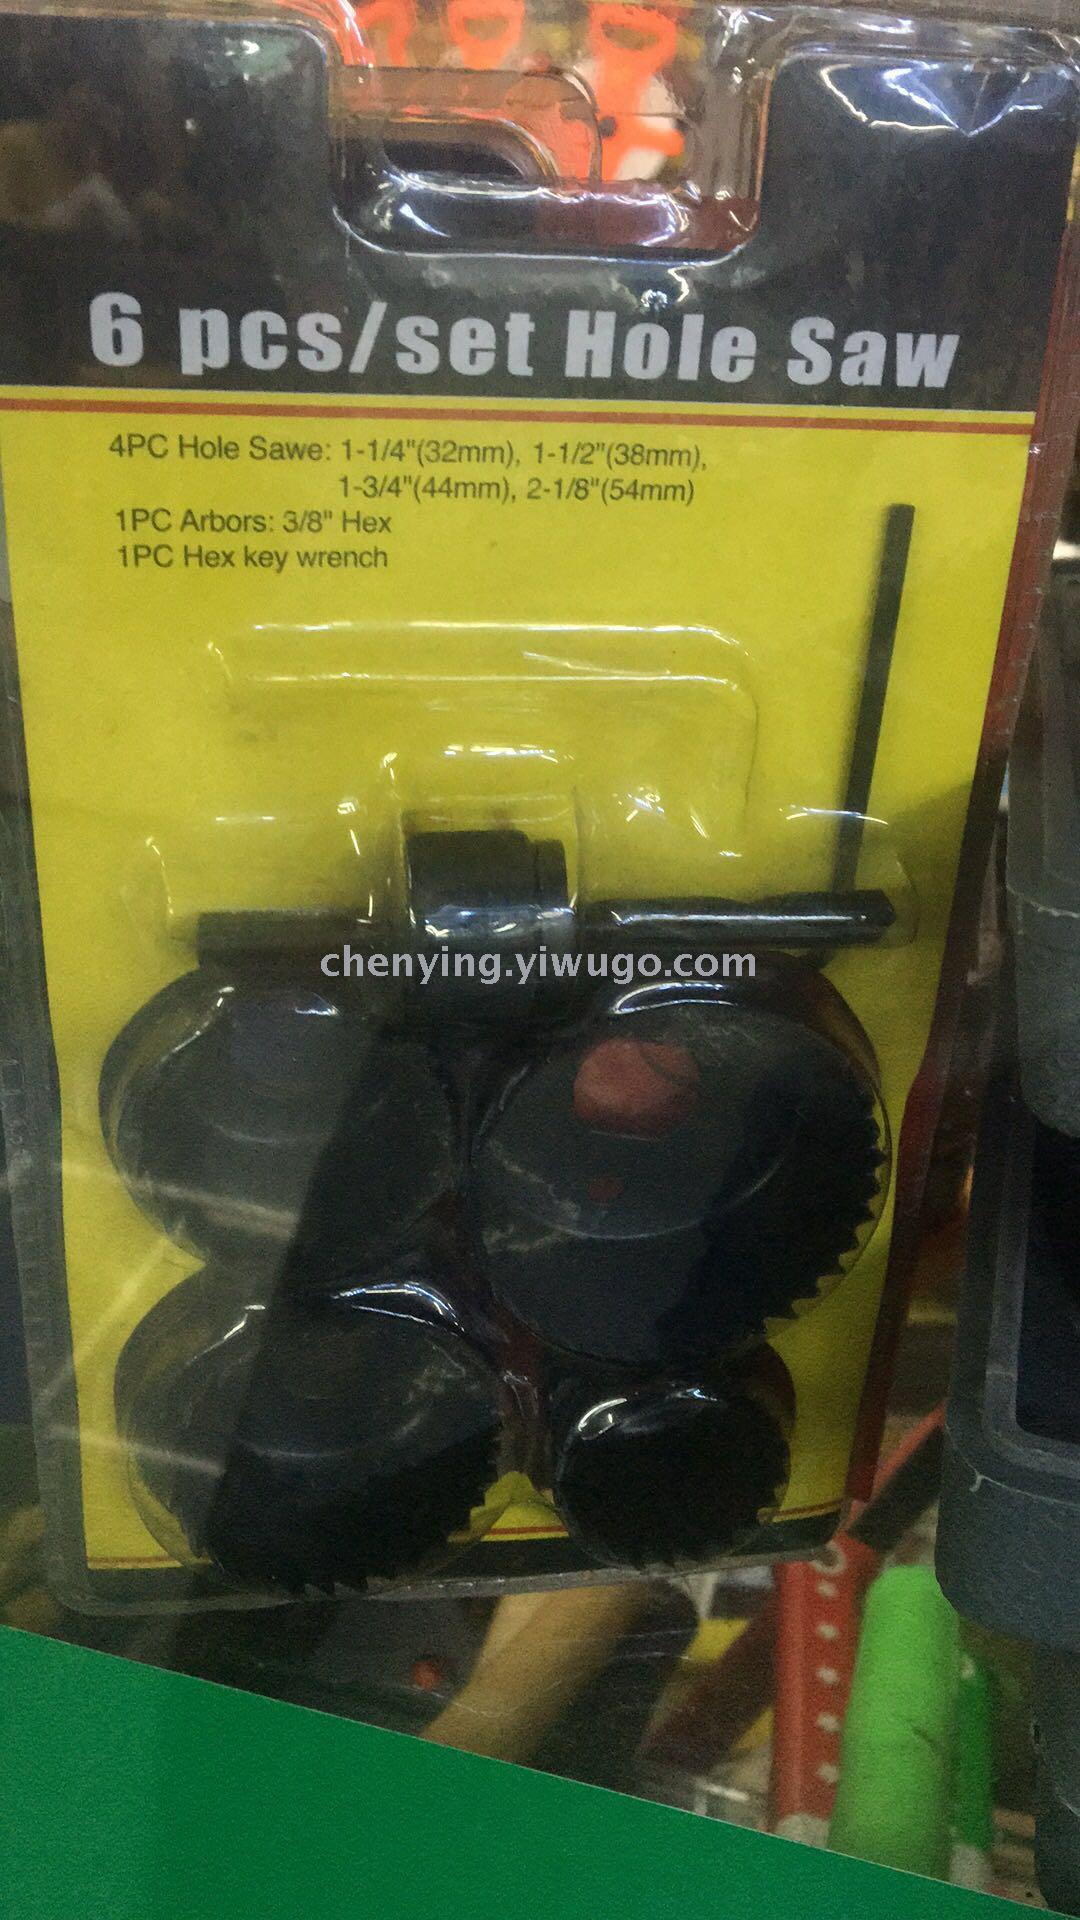 6 pcs/set Hole Saw
4PC Hole Sawe: 1-1/4"(32mm), 1-1/2"(38mm),
1-3/4"(44mm), 2-1/8"(54mm)
1PC Arbors: 3/8" Hex
1PC Hex key wrench
chenying.yiwugo.com